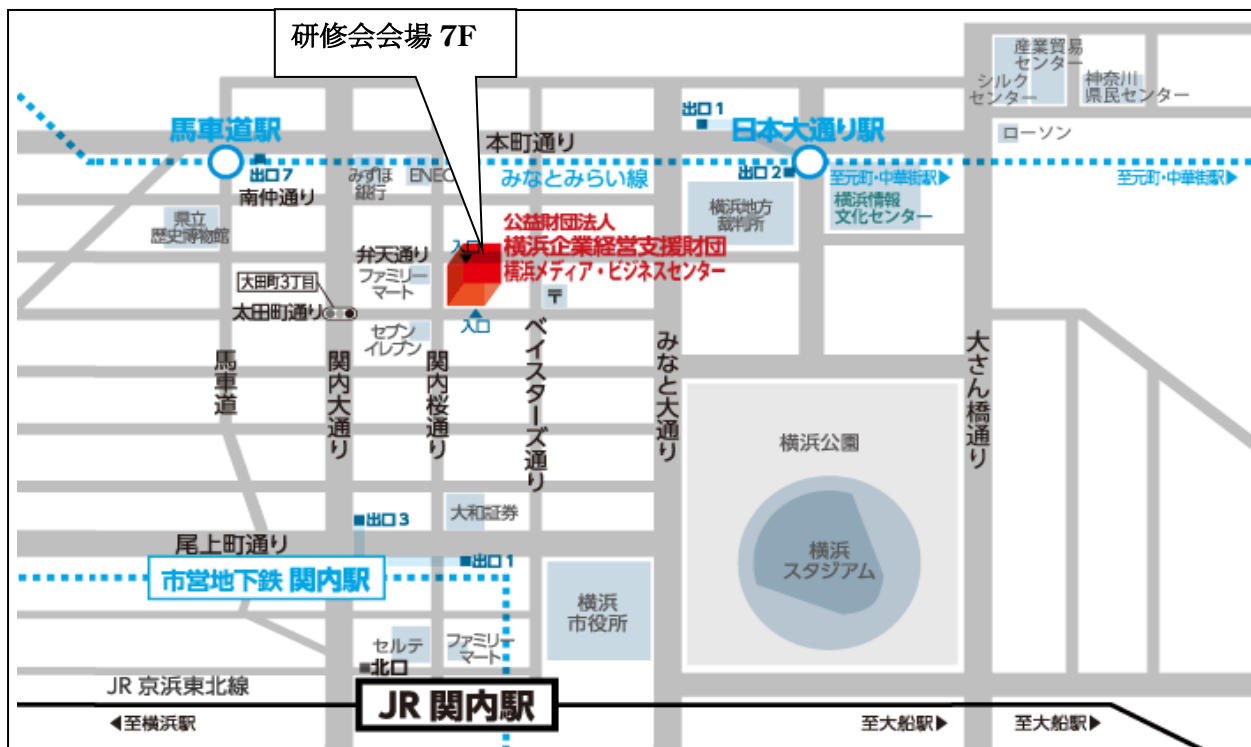 研修会会場 7F
産業貿易
センター
シルク
センター
神奈川
県民センター
出口1
馬車道駅
日本大通り駅
本町通り
ローソン
出口7
みずほ
銀行
ENEO
みなとみらい線
出口2
至元町・中華街駅▶
至元町・中華街駅▶
南仲通り
県立
歴史博物館
横浜地方
裁判所
横浜情報
文化センター
公益財団法人
横浜企業経営支援財団
横浜メディア・ビジネスセンター
入口
弁天通り
ファミリー
マート
大田町3丁目
太田町通り
〒
入口
セブン
イレブン
馬車道
関内大通り
関内桜通り
ベイスターズ通り
みなと大通り
大さん橋通り
横浜公園
横浜
スタジアム
大和証券
出口3
尾上町通り
出口1
市営地下鉄 関内駅
横浜
市役所
セルテ
ファミリー
マート
北口
JR 京浜東北線
JR 関内駅
◀至横浜駅
至大船駅▶
至大船駅▶